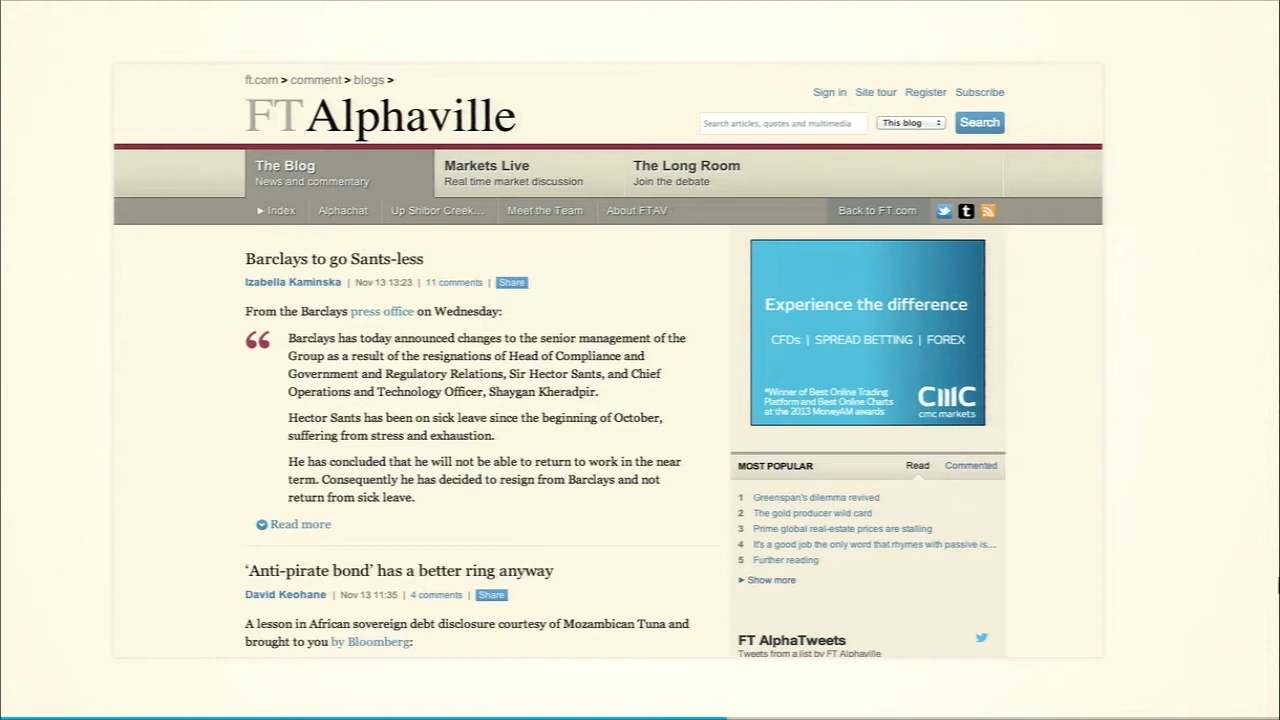 ft.com > comment > blogs >
FT Alphaville
Sign in Site tour Register Subscribe
Search articles, quotes and multimedia This blog Search
The Blog
News and commentary
Markets Live
Real time market discussion
The Long Room
Join the debate
Index Alphachat Up Shibor Creek... Meet the Team About FTAV Back to FT.com
Barclays to go Sants-less
Izabella Kaminska | Nov 13 13:23 | 11 comments | Share
From the Barclays press office on Wednesday:
Barclays has today announced changes to the senior management of the
Group as a result of the resignations of Head of Compliance and
Government and Regulatory Relations, Sir Hector Sants, and Chief
Operations and Technology Officer, Shaygan Kheradpir.
Hector Sants has been on sick leave since the beginning of October,
suffering from stress and exhaustion.
He has concluded that he will not be able to return to work in the near
term. Consequently he has decided to resign from Barclays and not
return from sick leave.
Read more
‘Anti-pirate bond’ has a better ring anyway
David Keohane | Nov 13 11:35 | 4 comments | Share
A lesson in African sovereign debt disclosure courtesy of Mozambican Tuna and
brought to you by Bloomberg:
Experience the difference
CFDs | SPREAD BETTING | FOREX
*Winner of Best Online Trading
Platform and Best Online Charts
at the 2013 MoneyAM awards
CMC
cmc markets
MOST POPULAR Read Commented
1 Greenspan's dilemma revived
2 The gold producer wild card
3 Prime global real-estate prices are stalling
4 It's a good job the only word that rhymes with passive is...
5 Further reading
Show more
FT AlphaTweets
Tweets from a list by FT Alphaville